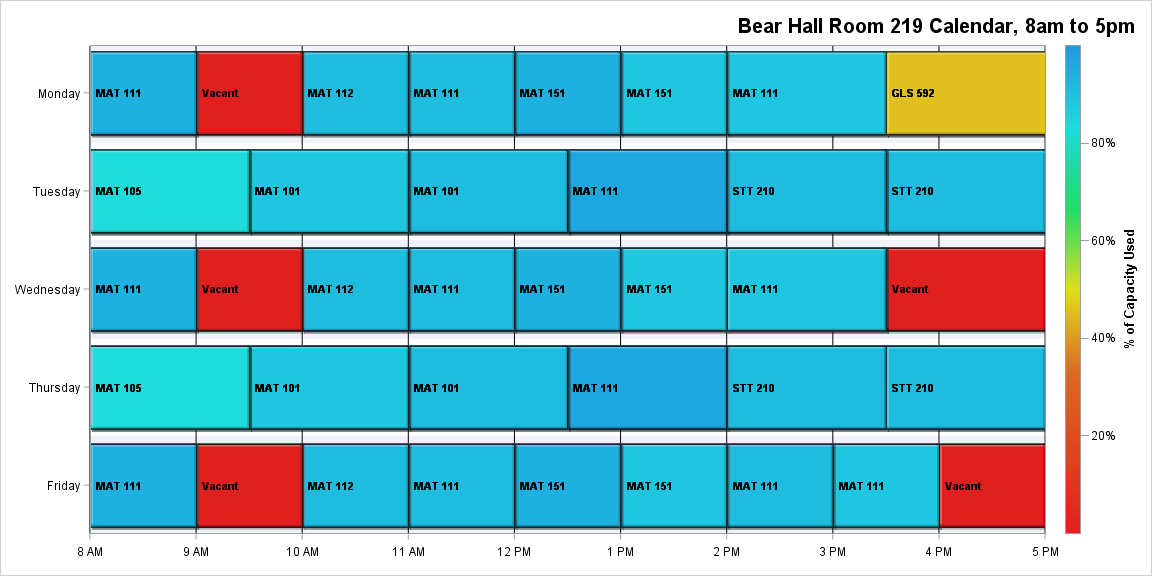 Bear Hall Room 219 Calendar, 8am to 5pm
Monday MAT 111 Vacant MAT 112 MAT 111 MAT 151 MAT 151 MAT 111 GLS 592
Tuesday MAT 105 MAT 101 MAT 101 MAT 111 STT 210 STT 210
Wednesday MAT 111 Vacant MAT 112 MAT 111 MAT 151 MAT 151 MAT 111 Vacant
Thursday MAT 105 MAT 101 MAT 101 MAT 111 STT 210 STT 210
Friday MAT 111 Vacant MAT 112 MAT 111 MAT 151 MAT 151 MAT 111 MAT 111 Vacant
8 AM 9 AM 10 AM 11 AM 12 PM 1 PM 2 PM 3 PM 4 PM 5 PM
80%
60%
40%
20%
% of Capacity Used